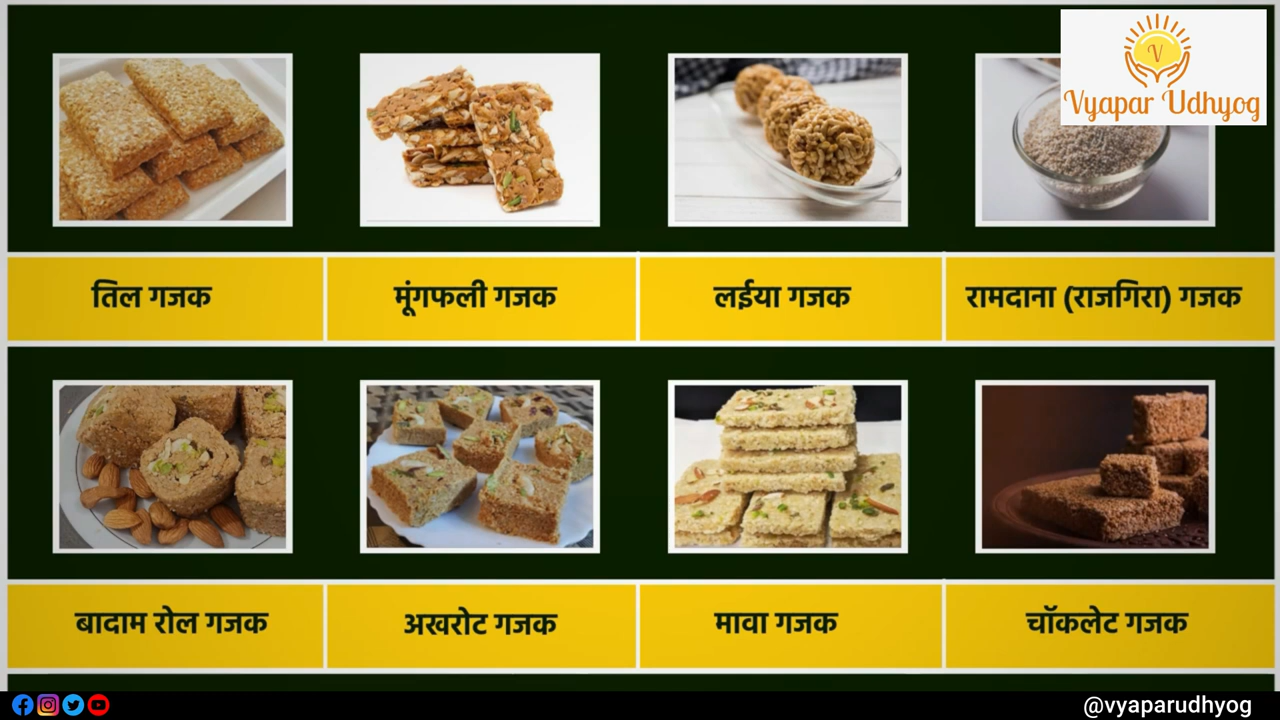 V
Vyapar Udhyog
तिल गजक
मूंगफली गजक
लईया गजक
रामदाना (राजगिरा) गजक
बादाम रोल गजक
अखरोट गजक
मावा गजक
चॉकलेट गजक
@vyaparudhyog